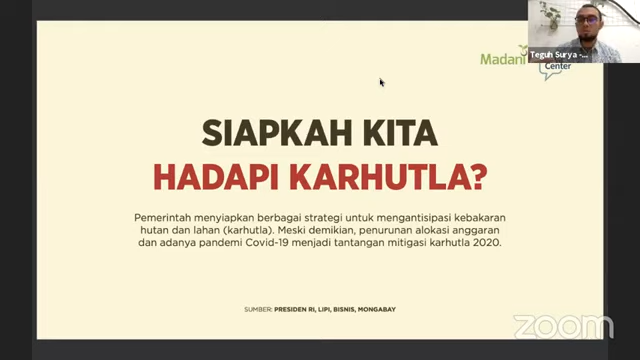 Madani
Center
Teguh Surya -...
SIAPKAH KITA
HADAPI KARHUTLA?
Pemerintah menyiapkan berbagai strategi untuk mengantisipasi kebakaran
hutan dan lahan (karhutla). Meski demikian, penurunan alokasi anggaran
dan adanya pandemi Covid-19 menjadi tantangan mitigasi karhutla 2020.
SUMBER: PRESIDEN RI, LIPI, BISNIS, MONGABAY
zoom